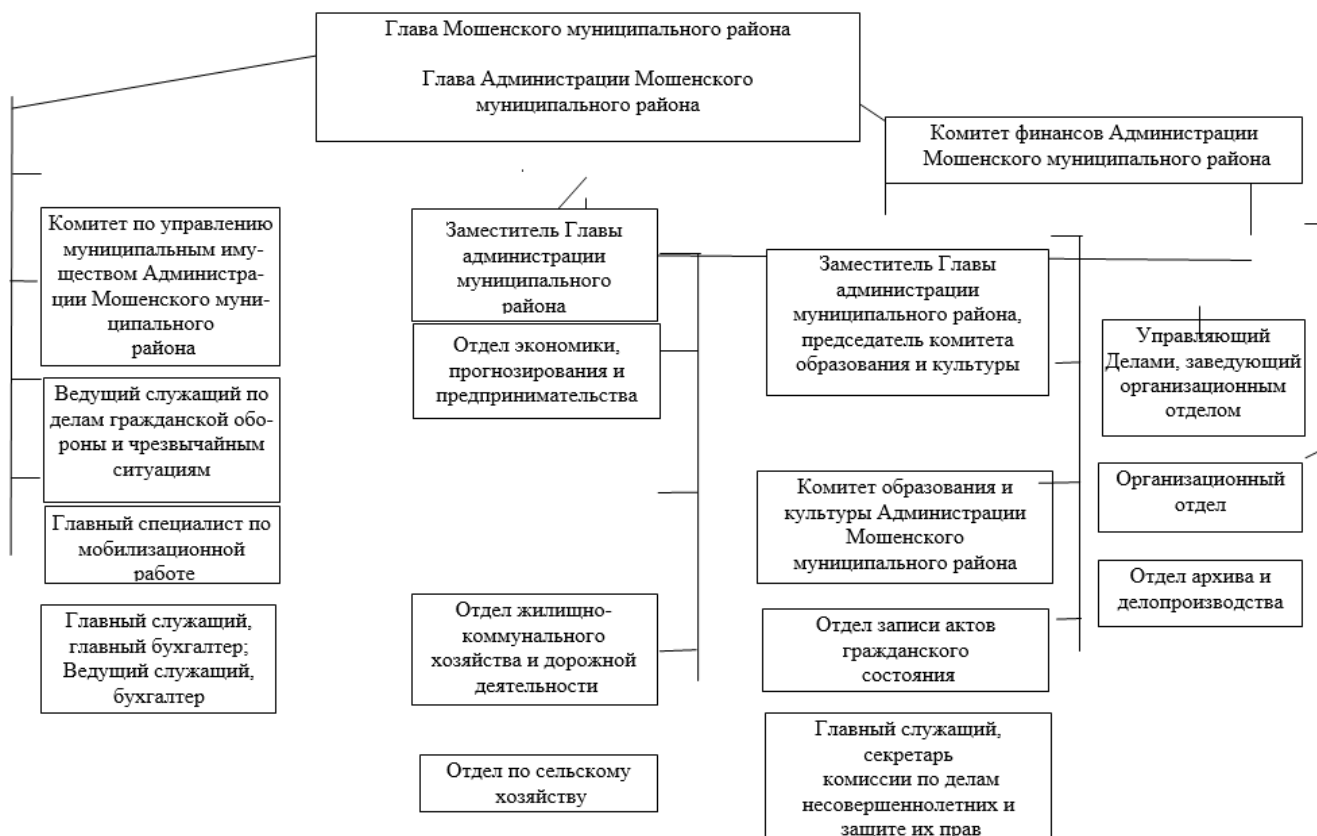 Глава Мошенского муниципального района
Глава Администрации Мошенского
муниципального района
Комитет финансов Администрации
Мошенского муниципального района
Комитет по управлению
муниципальным иму-
ществом Администра-
ции Мошенского муни-
ципального
района
Ведущий служащий по
делам гражданской обо-
роны и чрезвычайным
ситуациям
Главный специалист по
мобилизационной
работе
Главный служащий,
главный бухгалтер;
Ведущий служащий,
бухгалтер
Заместитель Главы
администрации
муниципального
района
Отдел экономики,
прогнозирования и
предпринимательства
Отдел жилищно-
коммунального
хозяйства и дорожной
деятельности
Отдел по сельскому
хозяйству
Заместитель Главы
администрации
муниципального района,
председатель комитета
образования и культуры
Комитет образования и
культуры Администрации
Мошенского
муниципального района
Отдел записи актов
гражданского
состояния
Главный служащий,
секретарь
комиссии по делам
несовершеннолетних и
защите их прав
Управляющий
Делами, заведующий
организационным
отделом
Организационный
отдел
Отдел архива и
делопроизводства